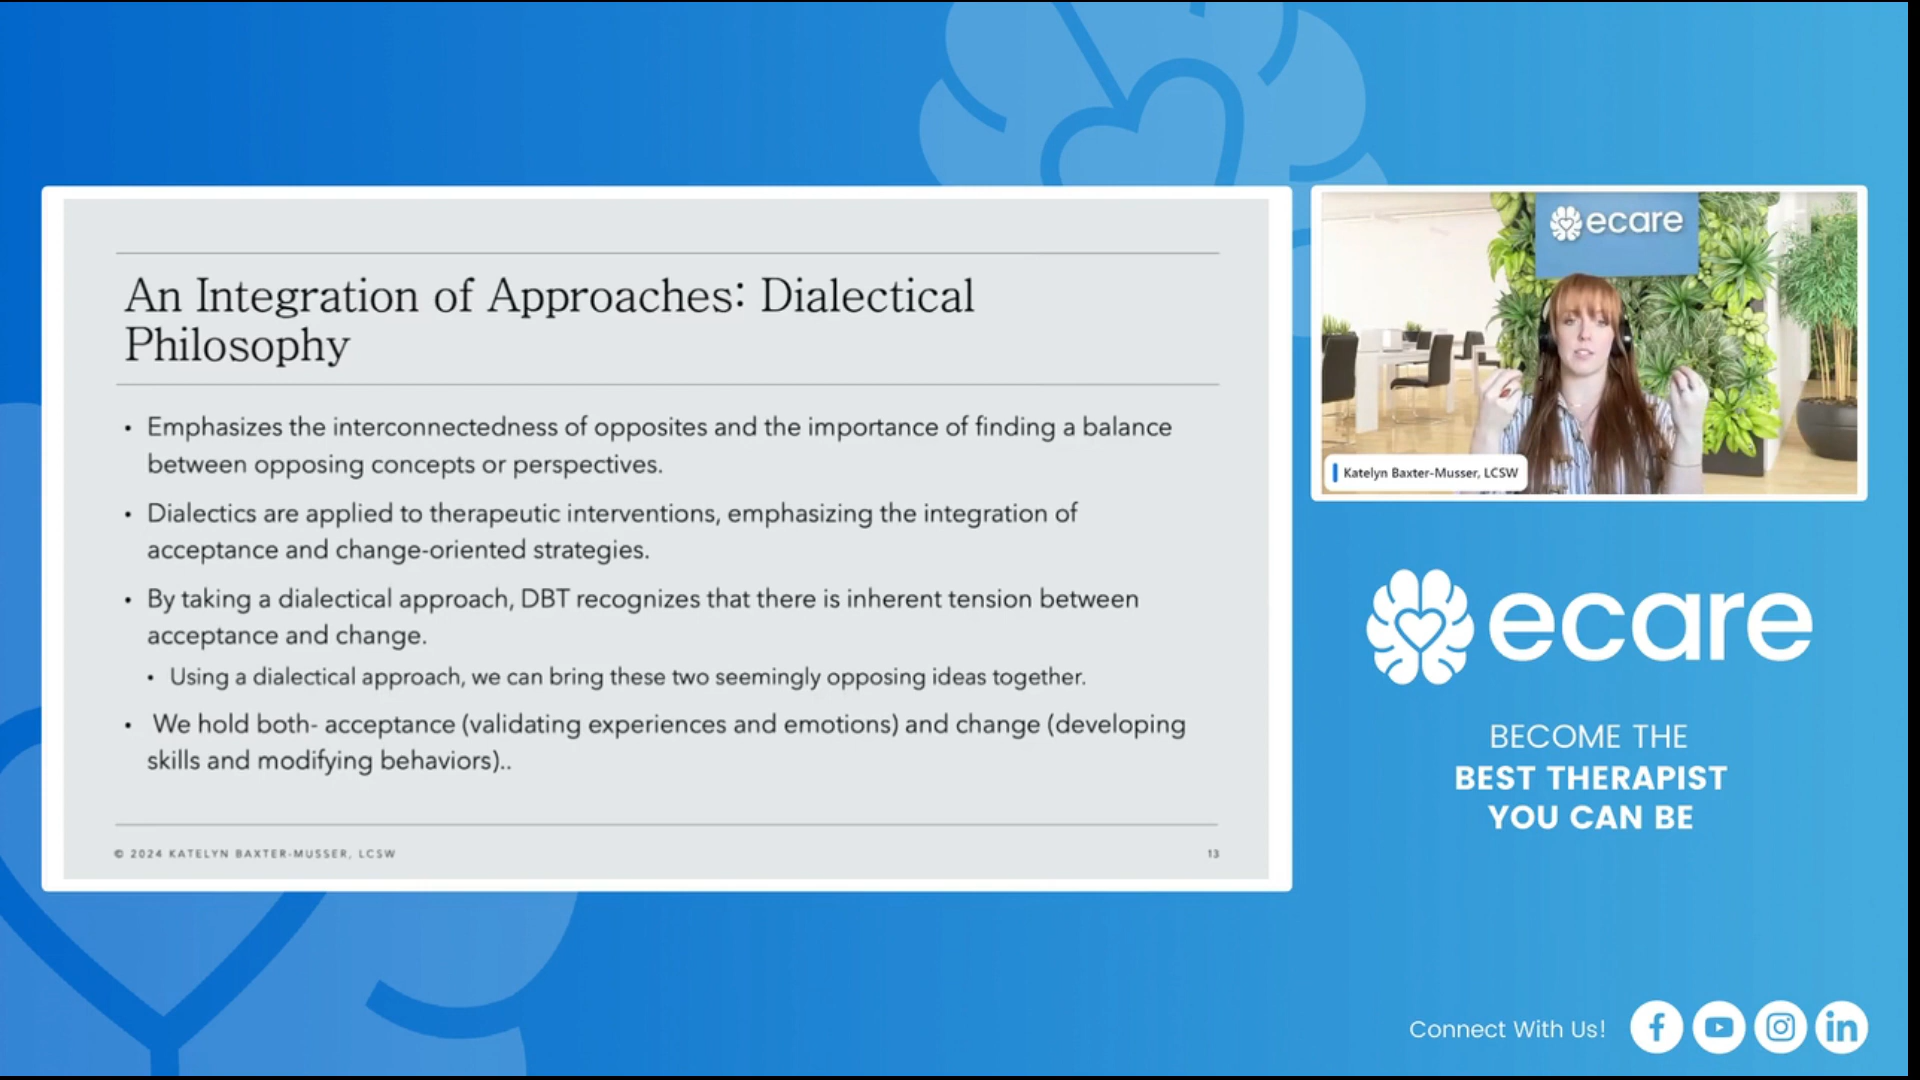 An Integration of Approaches: Dialectical
Philosophy
• Emphasizes the interconnectedness of opposites and the importance of finding a balance
between opposing concepts or perspectives.
• Dialectics are applied to therapeutic interventions, emphasizing the integration of
acceptance and change-oriented strategies.
• By taking a dialectical approach, DBT recognizes that there is inherent tension between
acceptance and change.
• Using a dialectical approach, we can bring these two seemingly opposing ideas together.
• We hold both- acceptance (validating experiences and emotions) and change (developing
skills and modifying behaviors)..
© 2024 KATELYN BAXTER-MUSSER, LCSW
13
ecare
Katelyn Baxter-Musser, LCSW
ecare
BECOME THE
BEST THERAPIST
YOU CAN BE
Connect With Us!